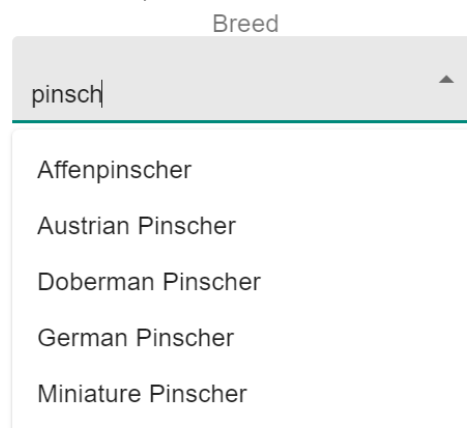 Breed
pinsch
Affenpinscher
Austrian Pinscher
Doberman Pinscher
German Pinscher
Miniature Pinscher